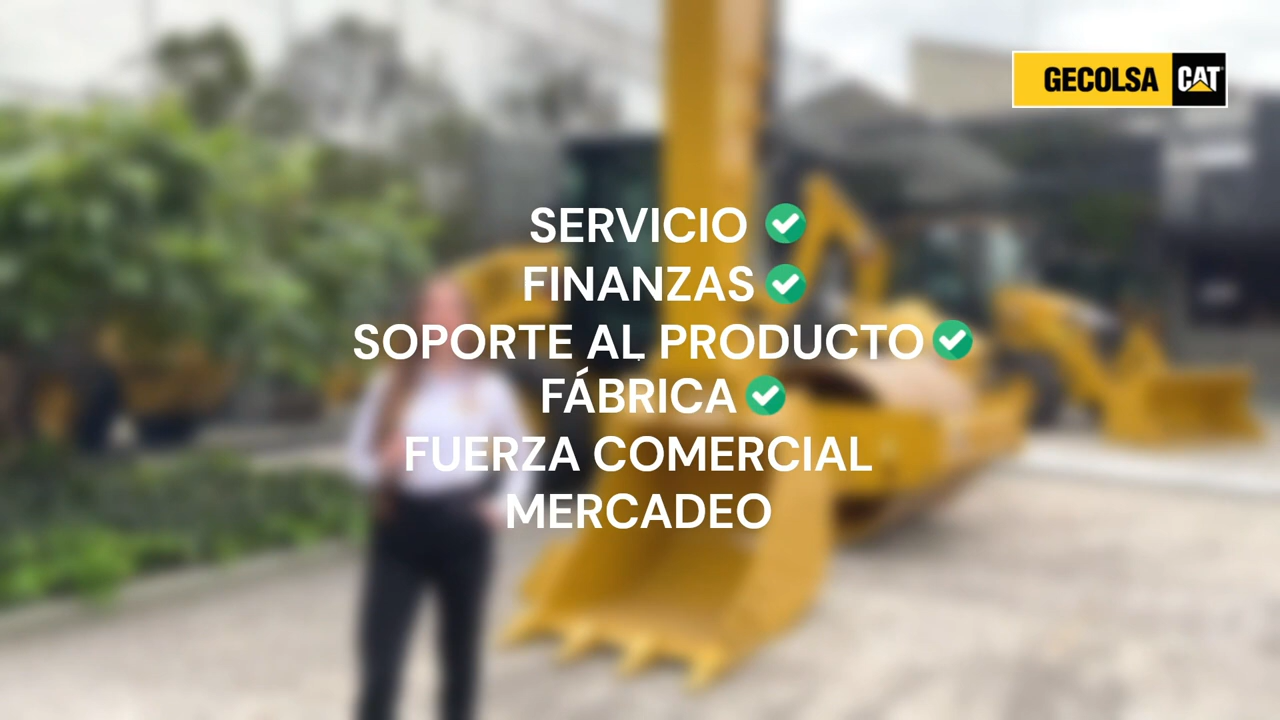 GECOLSA CAT
SERVICIO
FINANZAS
SOPORTE AL PRODUCTO
FÁBRICA
FUERZA COMERCIAL
MERCADEO